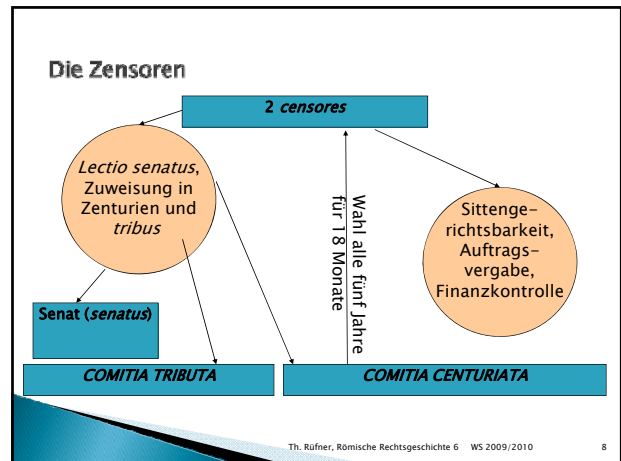 Die Zensoren
2 censores
Lectio senatus,
Zuweisung in
Zenturien und
tribus
Wahl alle fünf Jahre
für 18 Monate
Sittenge-
richtsbarkeit,
Auftrags-
vergabe,
Finanzkontrolle
Senat (senatus)
COMITIA TRIBUTA
COMITIA CENTURIATA
Th. Rüfner, Römische Rechtsgeschichte 6 WS 2009/2010
8